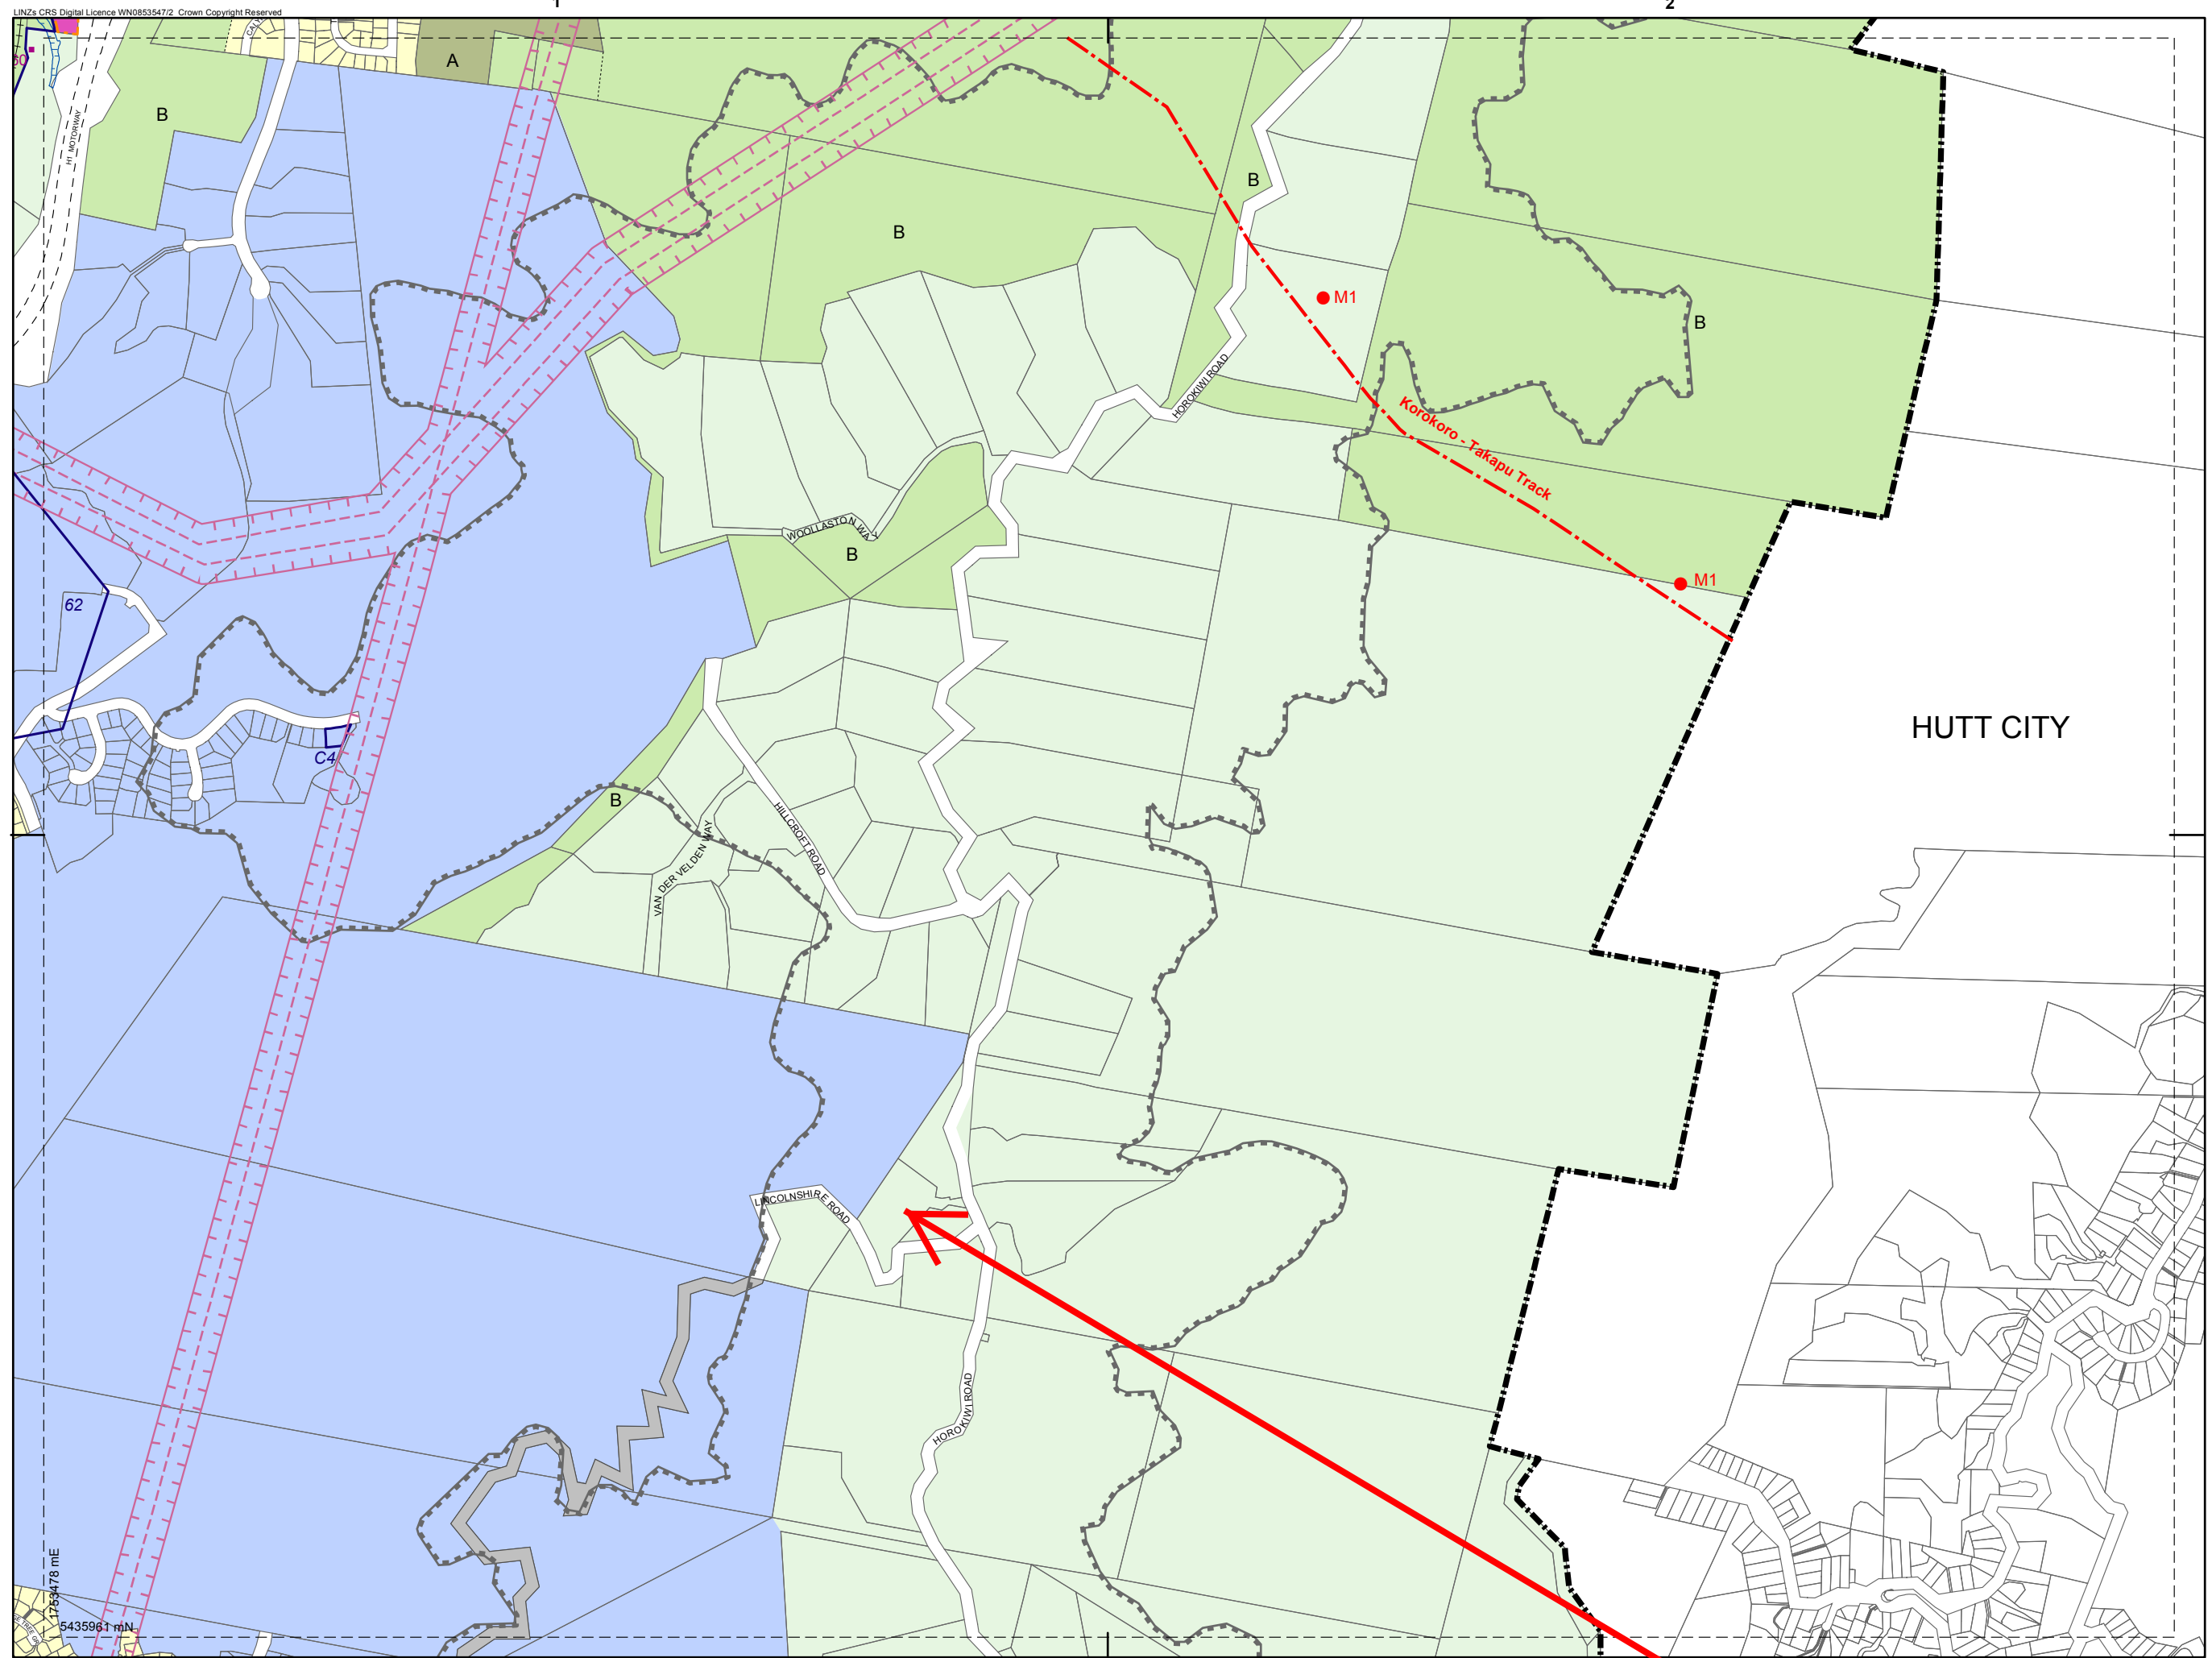 LINZs CRS Digital Licence WN0853547/2 Crown Copyright Reserved
1
2
A
B
H1 MOTORWAY
B
B
M1
B
HOROKIWI ROAD
Korokoro - Takapu Track
WOOLLASTON WAY
B
M1
62
HUTT CITY
C4
B
HILLCROFT ROAD
VAN DER VELDEN WAY
LINCOLNSHIRE ROAD
HOROKIWI ROAD
1753478 mE
5435961 mN